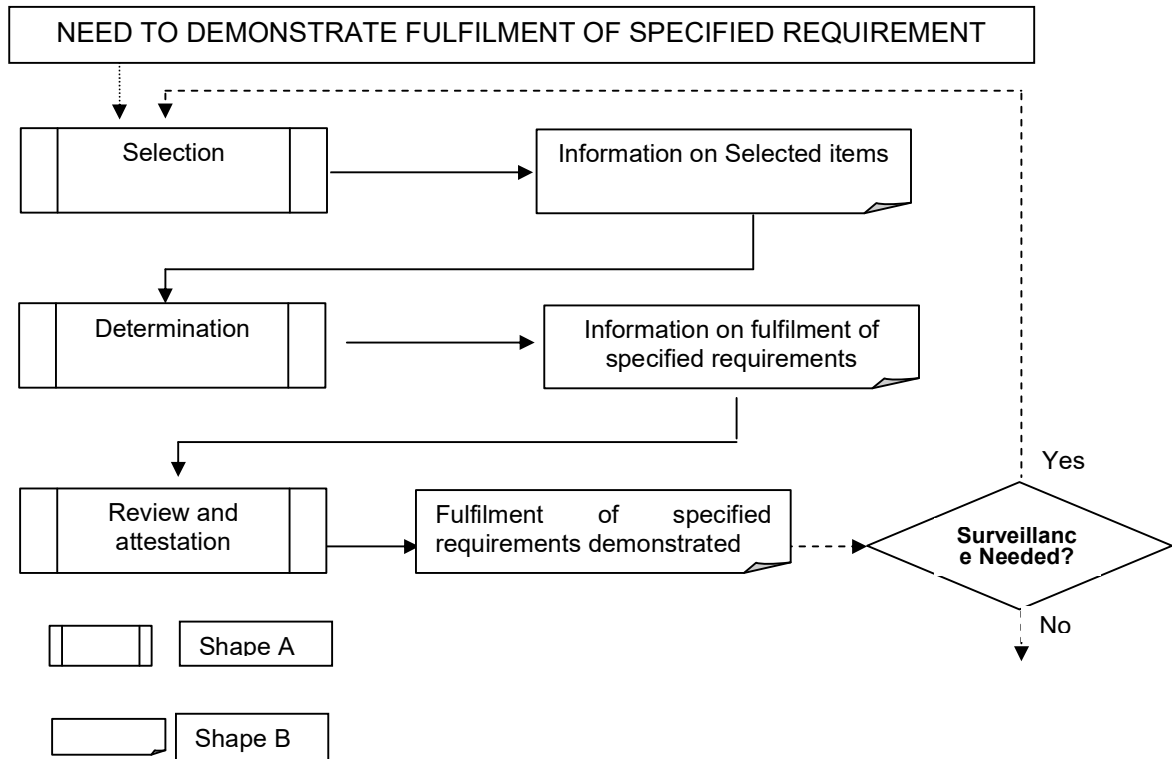 NEED TO DEMONSTRATE FULFILMENT OF SPECIFIED REQUIREMENT
Selection
Information on Selected items
Determination
Information on fulfilment of
specified requirements
Yes
Review and
attestation
Fulfilment of specified
requirements demonstrated
Surveillanc
e Needed?
No
Shape A
Shape B